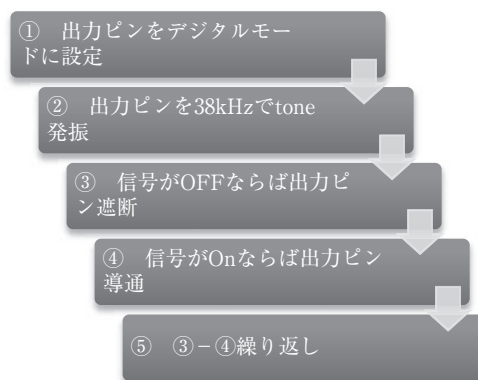 ①　出力ピンをデジタルモー
ドに設定
②　出力ピンを38kHzでtone
発振
③　信号がOFFならば出力ピ
ン遮断
④　信号がOnならば出力ピン
導通
⑤　③－④繰り返し